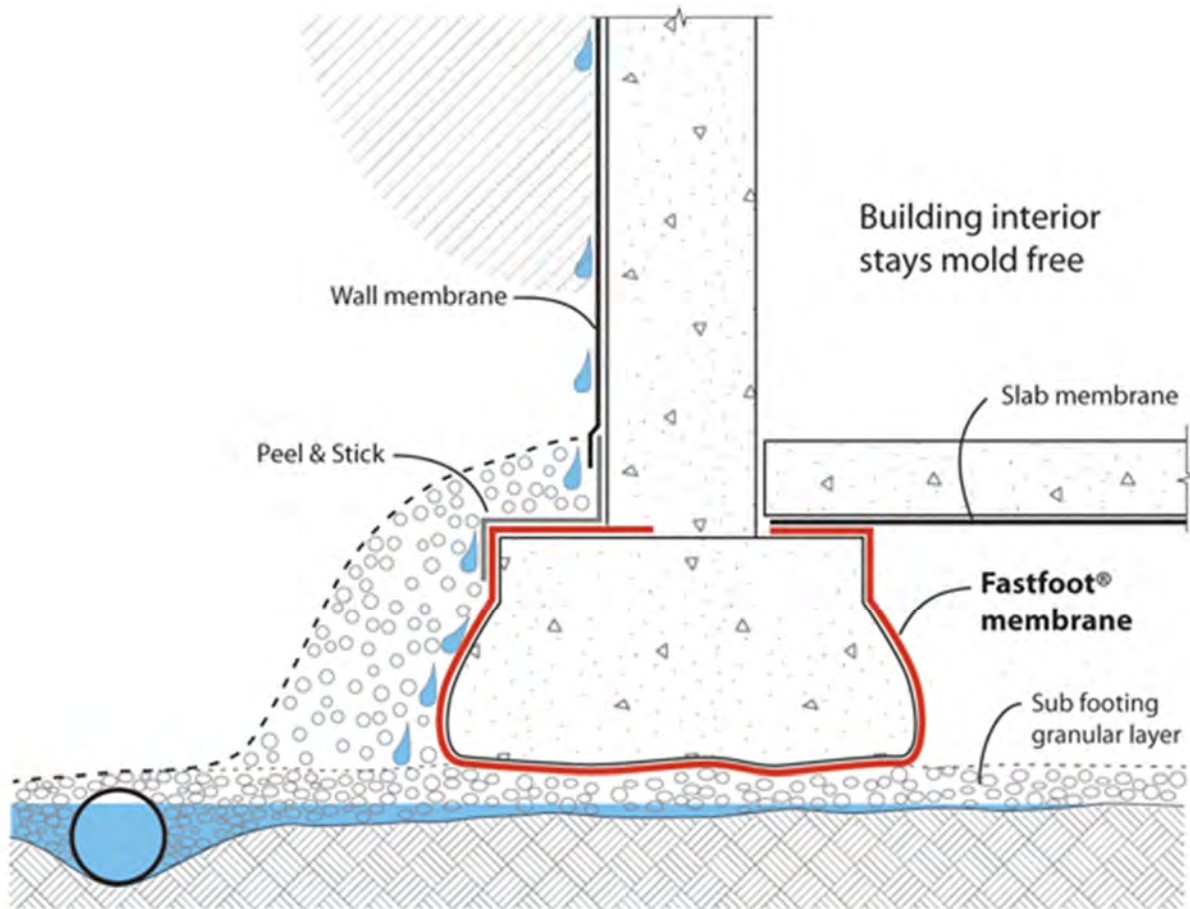 Building interior
stays mold free
Wall membrane
Slab membrane
Peel & Stick
Fastfoot®
membrane
Sub footing
granular layer